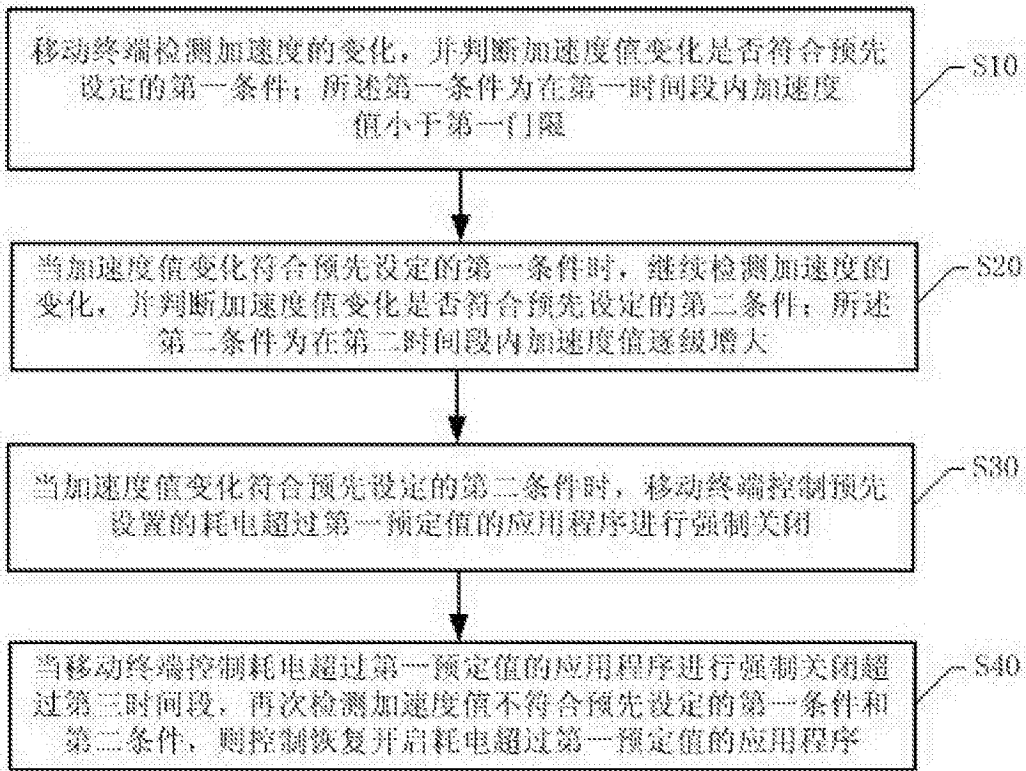 移动终端检测加速度的变化，并判断加速度值变化是否符合预先
设定的第一条件；所述第一条件为在第一时间段内加速度
值小于第一门限
S10
当加速度值变化符合预先设定的第一条件时，继续检测加速度的
变化，并判断加速度值变化是否符合预先设定的第二条件；所述
第二条件为在第二时间段内加速度值逐级增大
S20
当加速度值变化符合预先设定的第二条件时，移动终端控制预先
设置的耗电超过第一预定值的应用程序进行强制关闭
S30
当移动终端控制耗电超过第一预定值的应用程序进行强制关闭超
过第三时间段，再次检测加速度值不符合预先设定的第一条件和
第二条件，则控制恢复开启耗电超过第一预定值的应用程序
S40